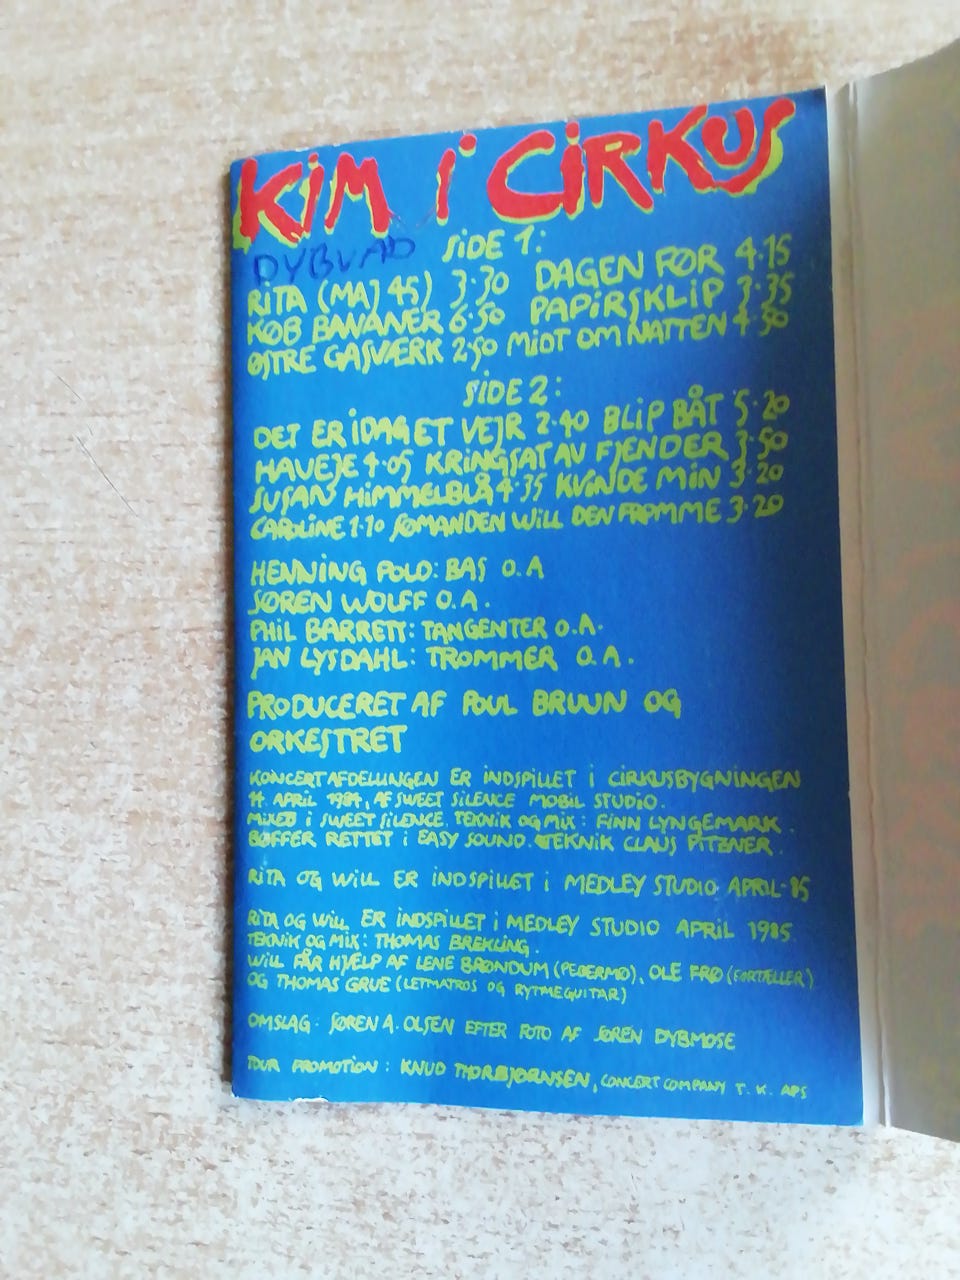 KIM I CIRKUS
DYBVAD
SIDE 1:
RITA (MAJ 45) 3.30 DAGEN FØR 4.15
KØB BANANER 6.50 PAPIRSKLIP 3.35
ØSTRE GASVÆRK 2.50 MIDT OM NATTEN 4.50
SIDE 2:
DET ER I DAG ET VEJR 2.40 BLIP BÅT 5.20
HAVEJE 4.05 KRINGSAT AV FJENDER 3.50
SUSAN HIMMELBLÅ 4.35 KVINDE MIN 3.20
CAROLINE 1.10 SØMANDEN WILL DEN FROMME 3.20
HENNING POLD: BAS O.A
SØREN WOLFF O.A.
PHIL BARRETT: TANGENTER O.A.
JAN LYSDAHL: TROMMER O.A.
PRODUCERET AF POUL BRUUN OG
ORKESTRET
KONCERTAFDELINGEN ER INDSPILLET I CIRKUSBYGNINGEN
14. APRIL 1984, AF SWEET SILENCE MOBIL STUDIO.
MIXED I SWEET SILENCE. TEKNIK OG MIX: FINN LYNGEMARK.
BØFFER RETTET I EASY SOUND. TEKNIK CLAUS PITZNER.
RITA OG WILL ER INDSPILLET I MEDLEY STUDIO APRIL-85
RITA OG WILL ER INDSPILLET I MEDLEY STUDIO APRIL 1985.
TEKNIK OG MIX: THOMAS BREKLING.
WILL FÅR HJÆLP AF LENE BRØNDUM (PEBERMØ), OLE FRØ (FORTÆLLER)
OG THOMAS GRUE (LETMATROS OG RYTMEGUITAR)
OMSLAG: SØREN A. OLSEN EFTER FOTO AF SØREN DYBMOSE
TOUR PROMOTION: KNUD THORBJØRNSEN, CONCERT COMPANY T. K. APS